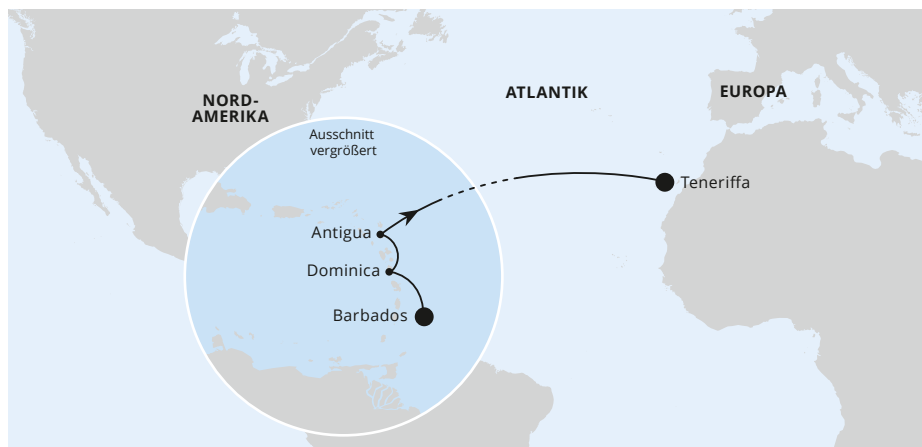 NORD-
AMERIKA
ATLANTIK
EUROPA
Ausschnitt
vergrößert
Teneriffa
Antigua
Dominica
Barbados